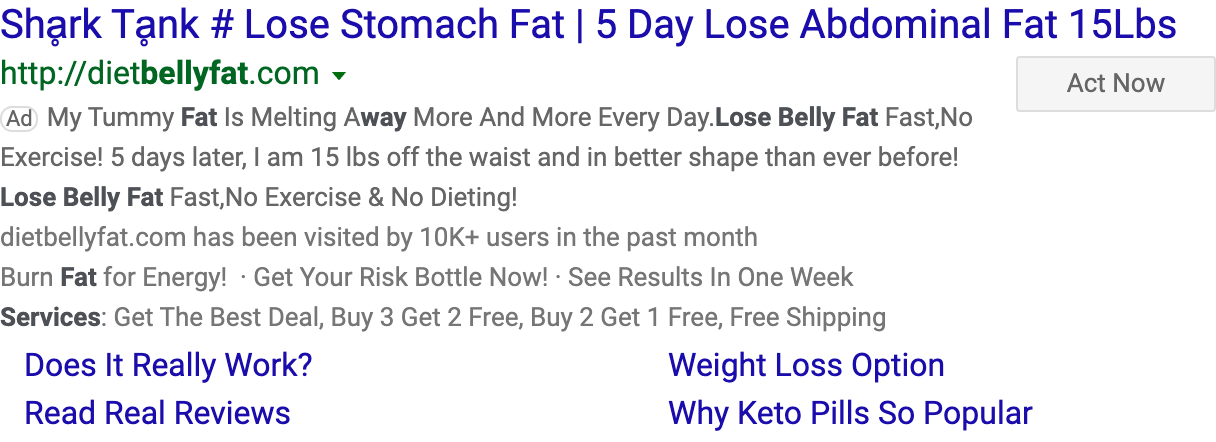 Shḁrk Tḁnk # Lose Stomach Fat | 5 Day Lose Abdominal Fat 15Lbs
http://dietbellyfat.com
Act Now
Ad My Tummy Fat Is Melting Away More And More Every Day.Lose Belly Fat Fast,No
Exercise! 5 days later, I am 15 lbs off the waist and in better shape than ever before!
Lose Belly Fat Fast,No Exercise & No Dieting!
dietbellyfat.com has been visited by 10K+ users in the past month
Burn Fat for Energy! · Get Your Risk Bottle Now! · See Results In One Week
Services: Get The Best Deal, Buy 3 Get 2 Free, Buy 2 Get 1 Free, Free Shipping
Does It Really Work?
Weight Loss Option
Read Real Reviews
Why Keto Pills So Popular